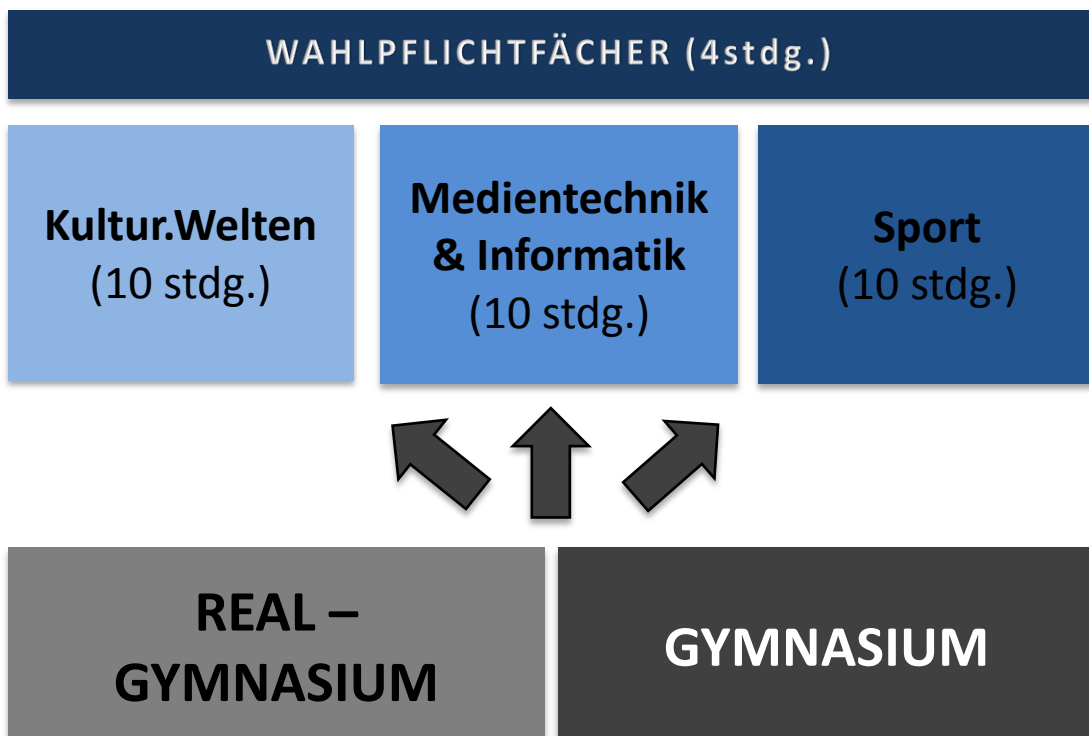 WAHLPFLICHTFÄCHER (4stdg.)
Kultur.Welten
(10 stdg.)
Medientechnik
& Informatik
(10 stdg.)
Sport
(10 stdg.)
REAL –
GYMNASIUM
GYMNASIUM